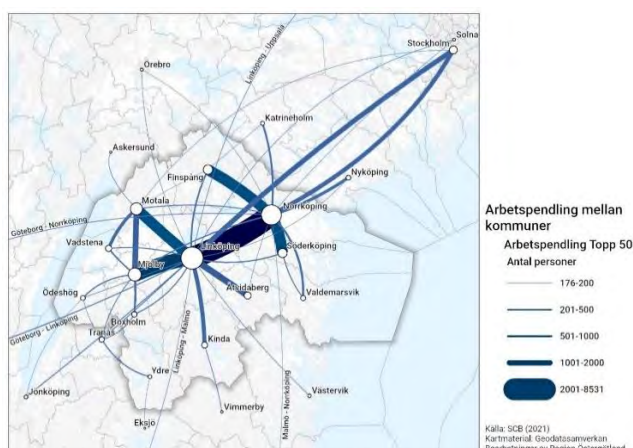 Solna
Stockholm
Linköping - Uppsala
Örebro
Katrineholm
Askersund
Finspång
Nyköping
Motala
Norrköping
Göteborg - Norrköping
Vadstena
Linköping
Söderköping
Mjölby
Ödeshög
Åtvidaberg
Valdemarsvik
Boxholm
Göteborg - Linköping
Tranås
Linköping - Malmö
Kinda
Ydre
Malmö - Norrköping
Jönköping
Västervik
Vimmerby
Eksjö
Arbetspendling mellan
kommuner
Arbetspendling Topp 50
Antal personer
176-200
201-500
501-1000
1001-2000
2001-8531
Källa: SCB (2021)
Kartmaterial: Geodatasamverkan